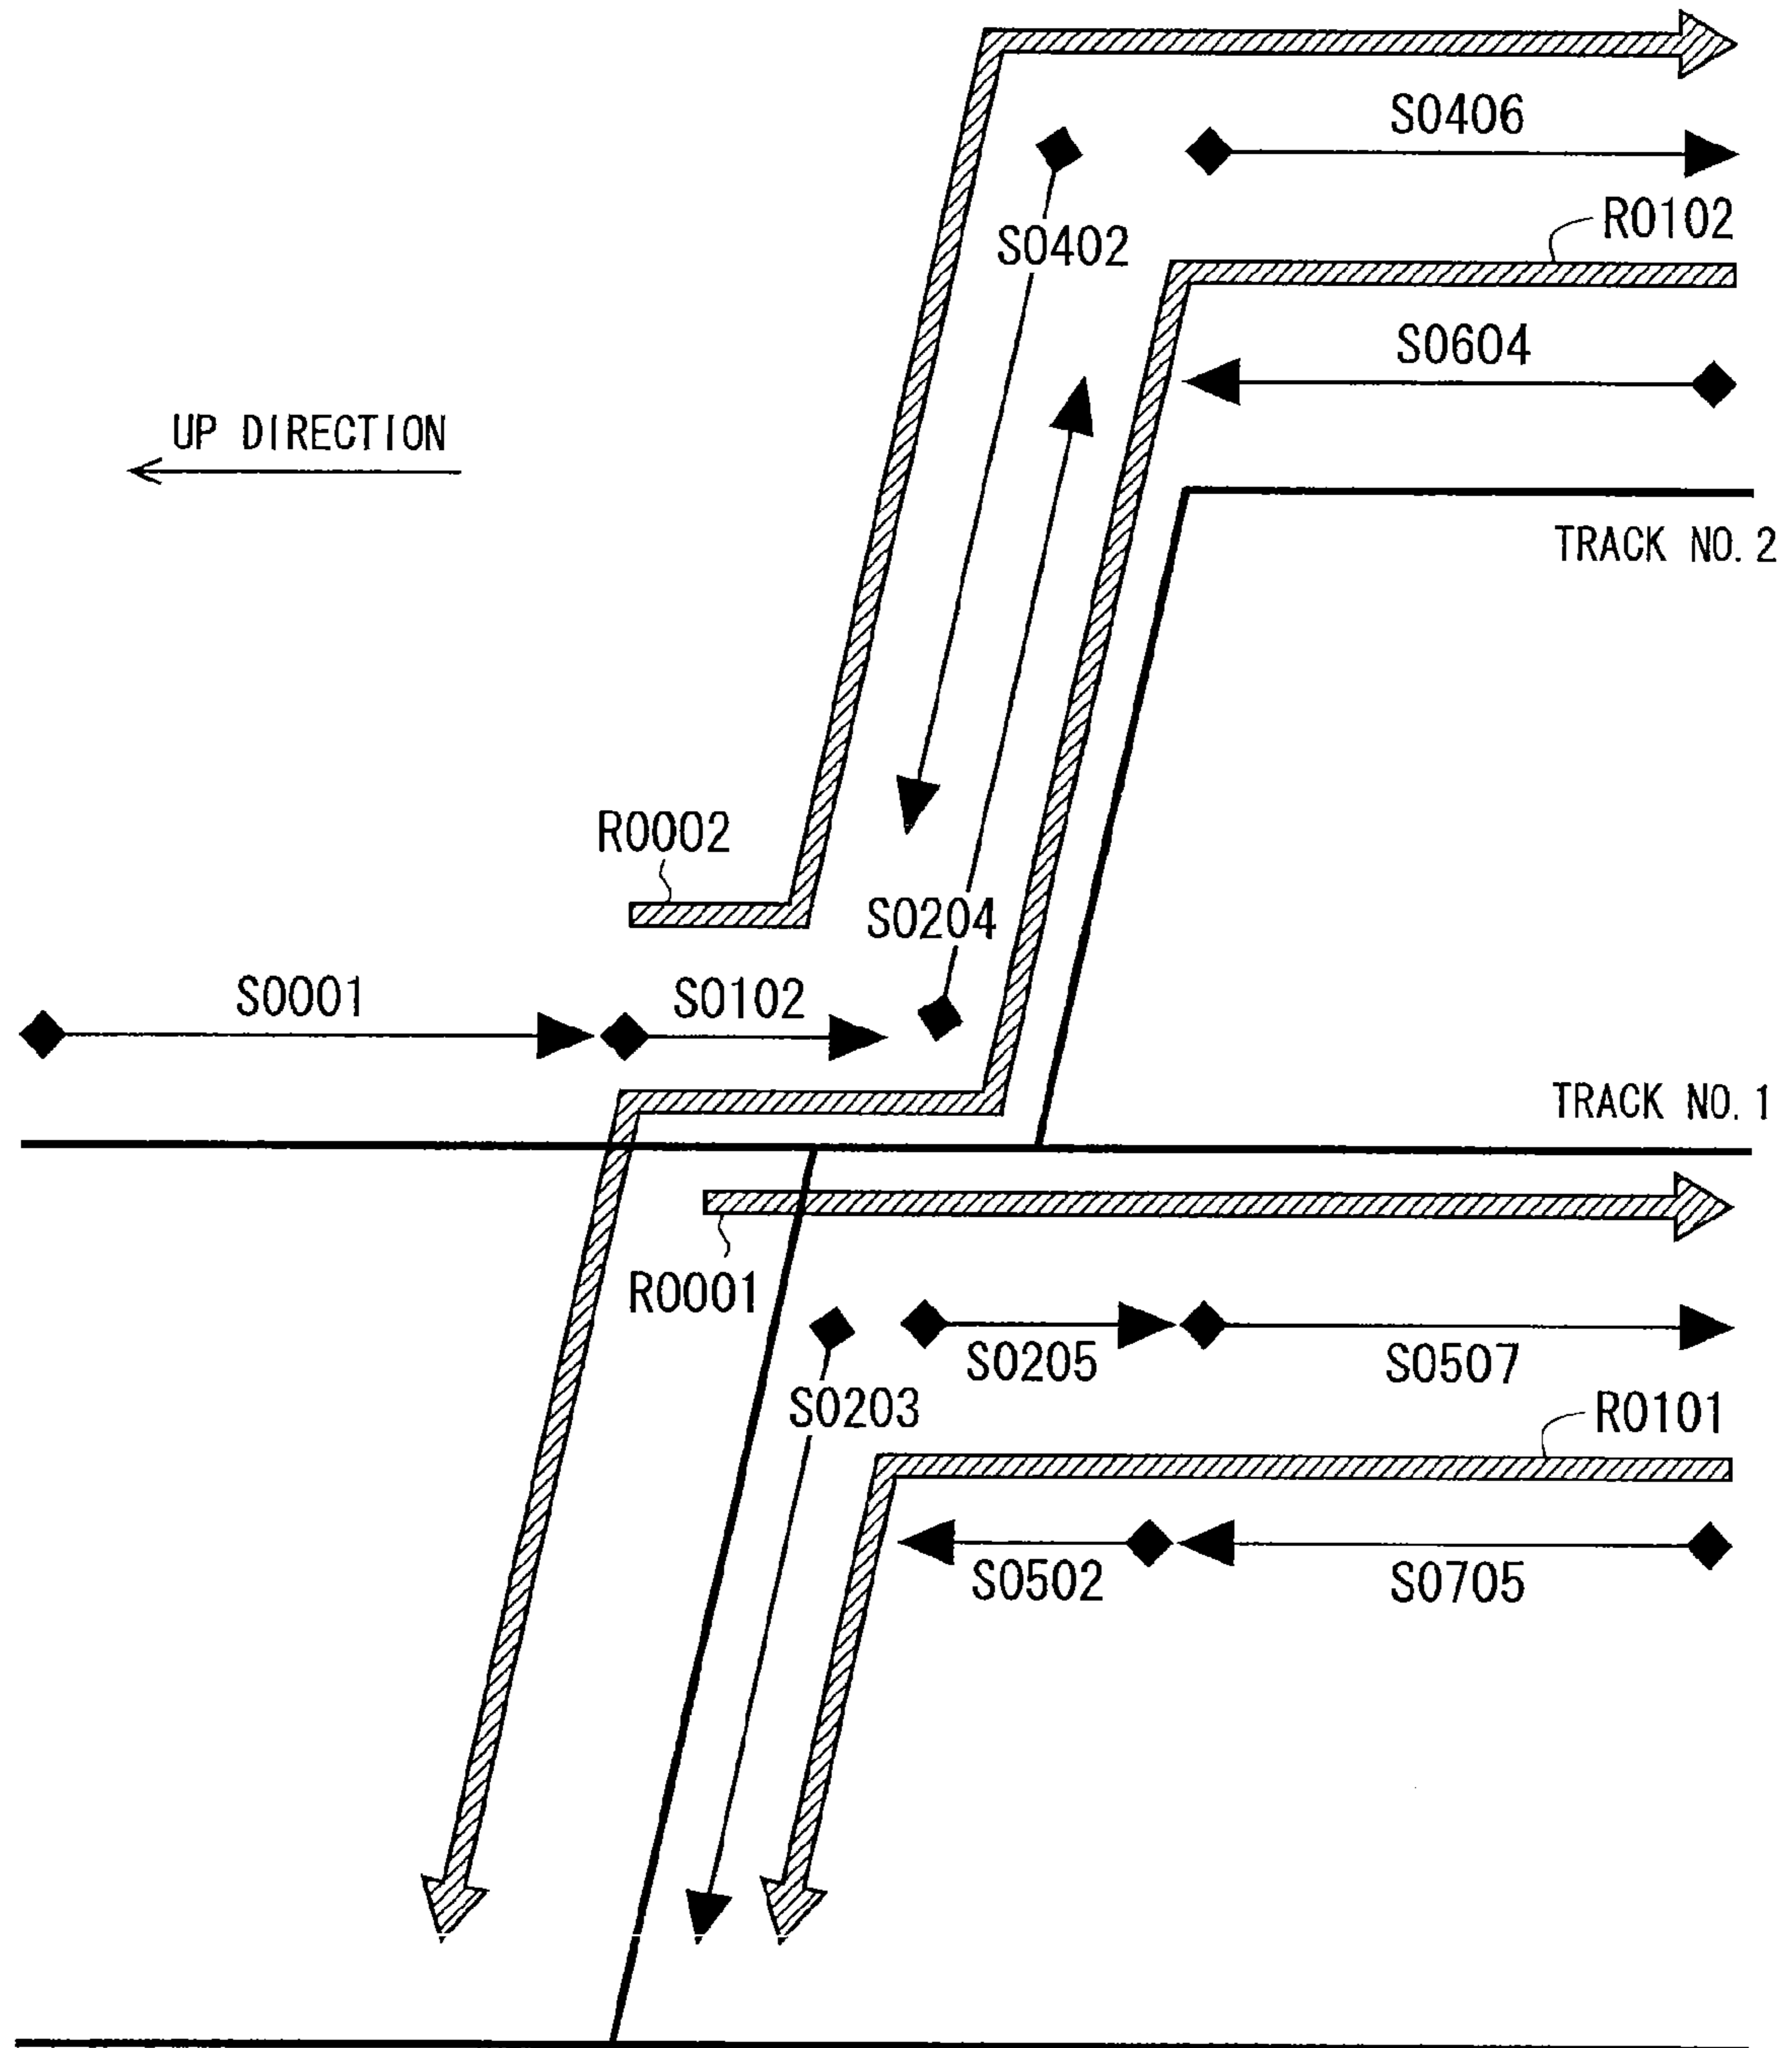 S0406
R0102
S0402
S0604
UP DIRECTION
TRACK NO.2
R0002
S0204
S0001
S0102
TRACK NO.1
R0001
S0205
S0507
S0203
R0101
S0502
S0705